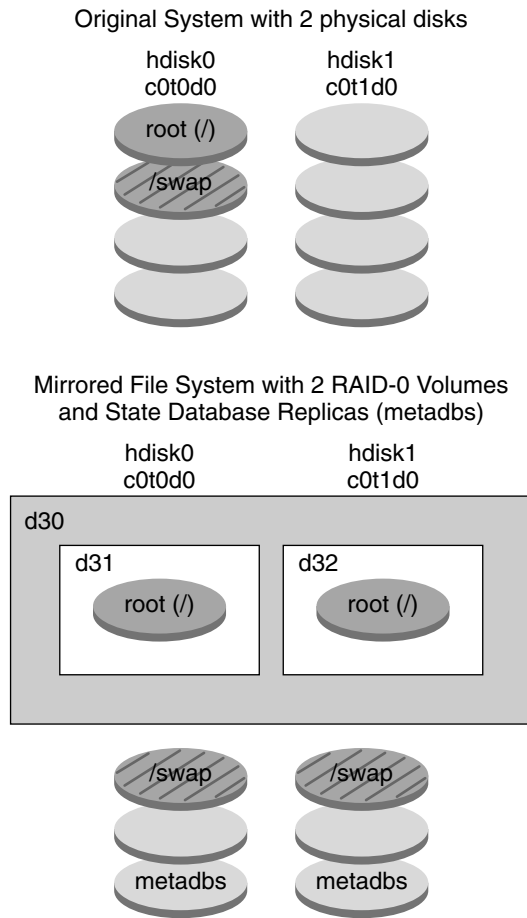 Original System with 2 physical disks
hdisk0
c0t0d0
hdisk1
c0t1d0
root (/)
/swap
Mirrored File System with 2 RAID-0 Volumes
and State Database Replicas (metadbs)
hdisk0
c0t0d0
hdisk1
c0t1d0
d30
d31
root (/)
d32
root (/)
/swap
/swap
metadbs
metadbs